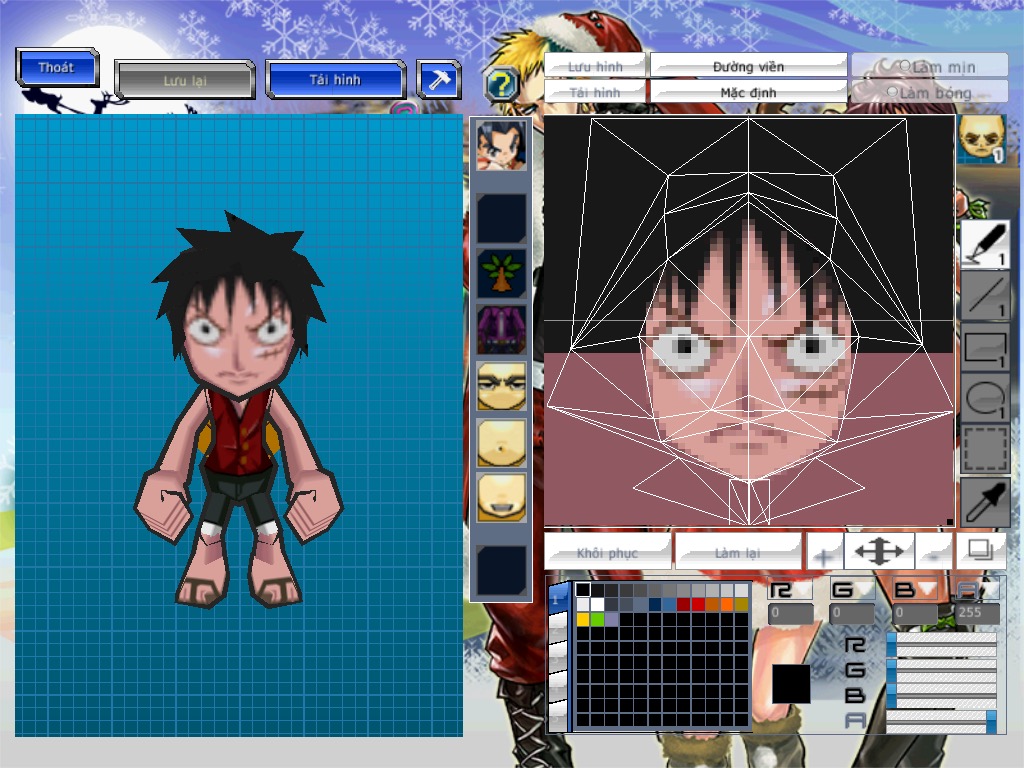 Thoát
Lưu lại
Tải hình
?
Lưu hình
Đường viền
Làm mịn
Tải hình
Mặc định
Làm bóng
1
1
1
1
1
Khôi phục
Làm lại
+
-
1
R
G
B
A
0
0
0
255
R
G
B
A